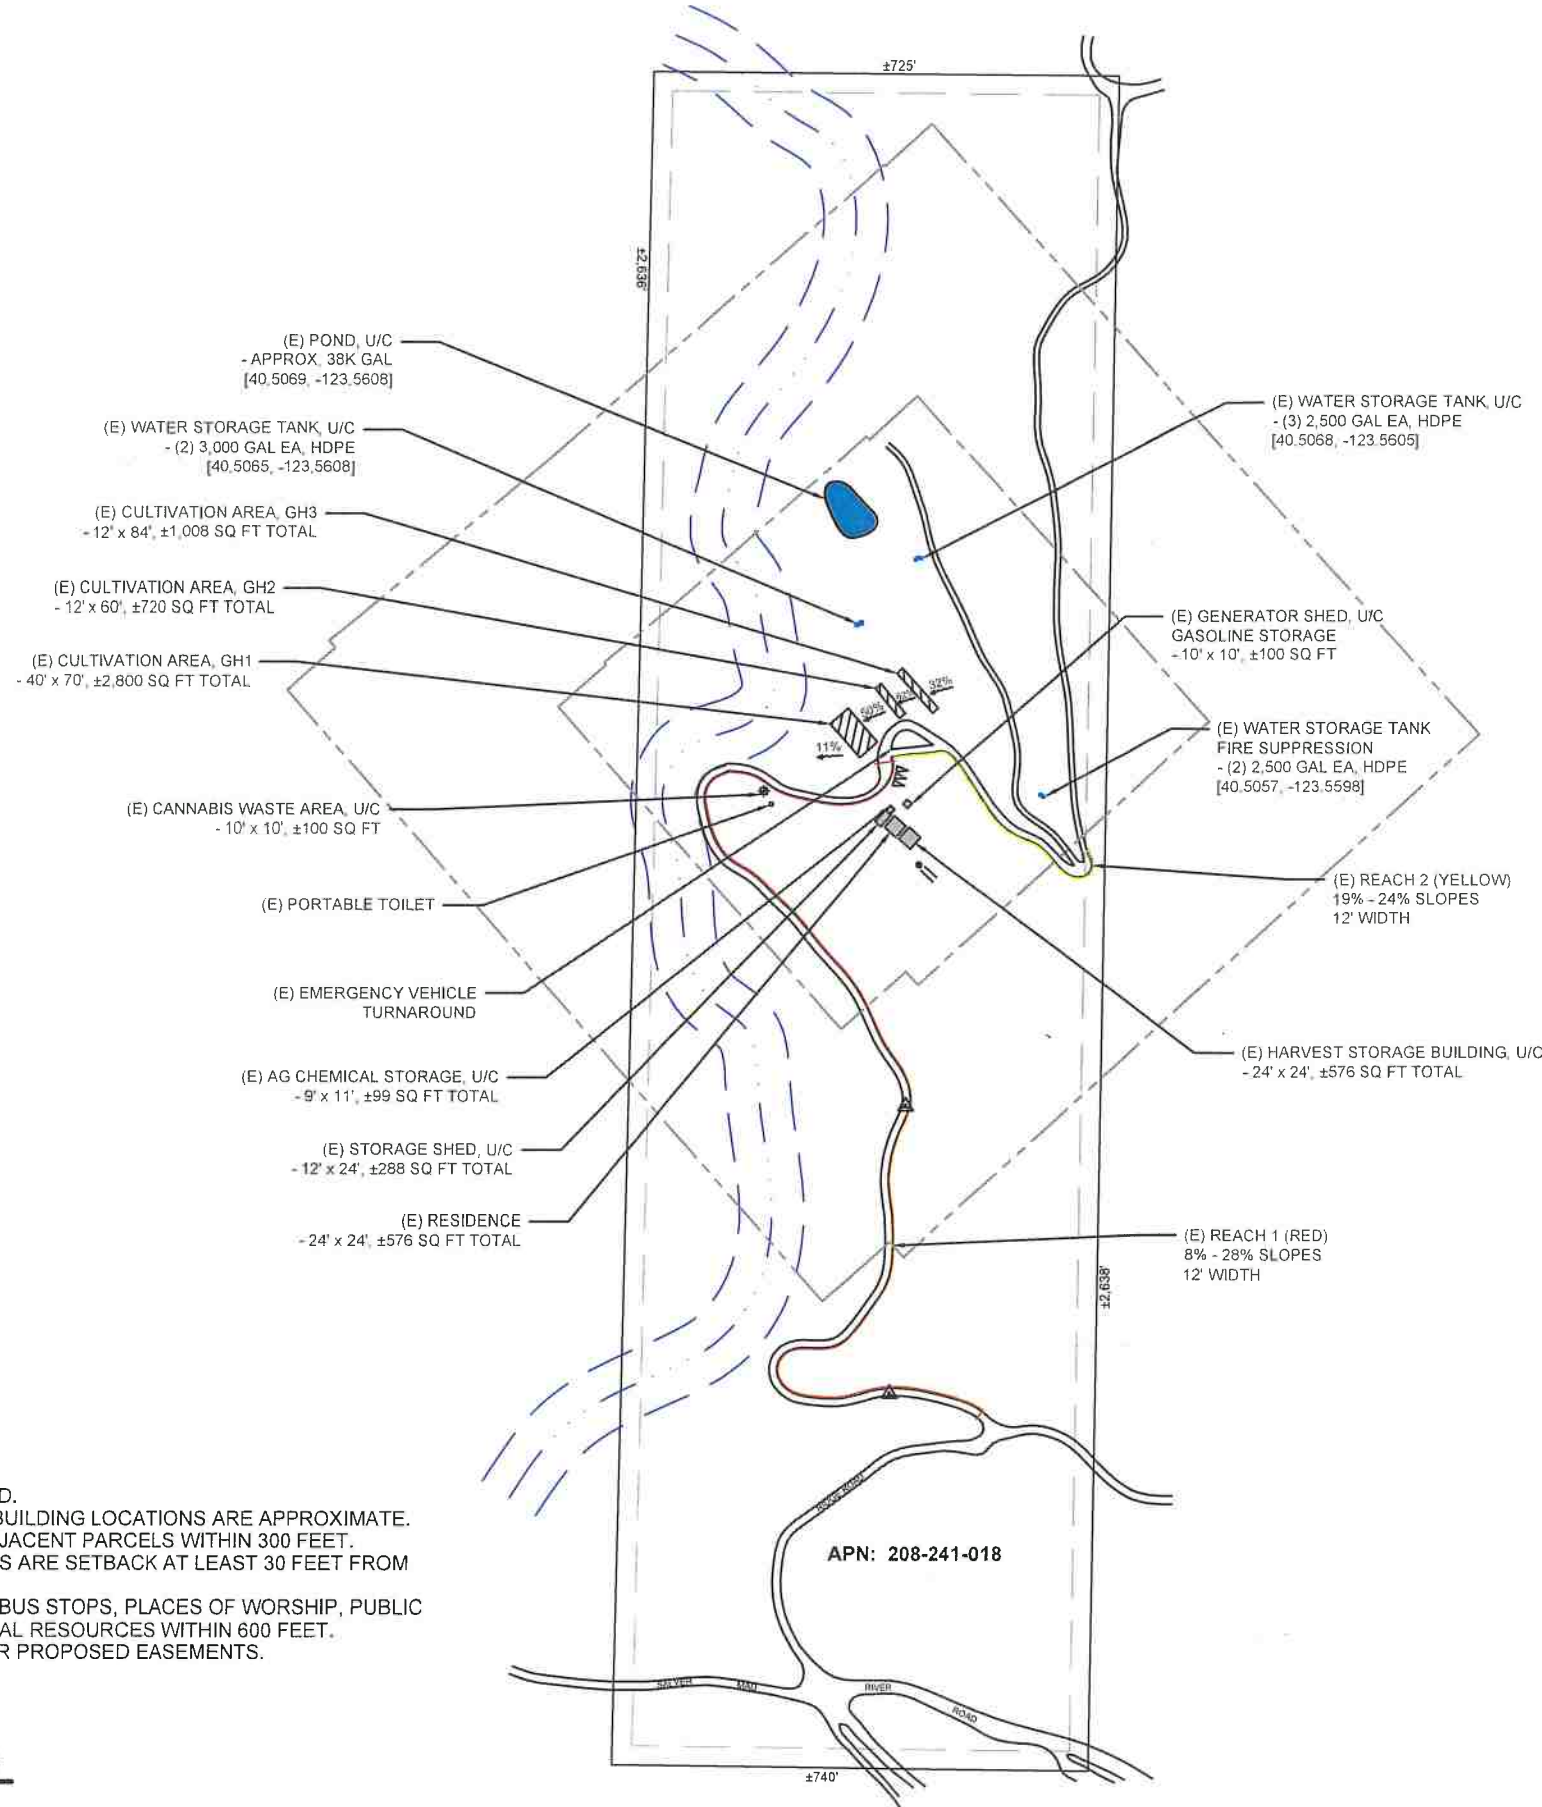 ±725'
±2,636'
(E) POND, U/C
- APPROX. 38K GAL
[40.5069, -123.5608]
(E) WATER STORAGE TANK, U/C
- (2) 3,000 GAL EA, HDPE
[40.5065, -123.5608]
(E) CULTIVATION AREA, GH3
- 12' x 84', ±1,008 SQ FT TOTAL
(E) CULTIVATION AREA, GH2
- 12' x 60', ±720 SQ FT TOTAL
(E) CULTIVATION AREA, GH1
- 40' x 70', ±2,800 SQ FT TOTAL
(E) CANNABIS WASTE AREA, U/C
- 10' x 10', ±100 SQ FT
(E) PORTABLE TOILET
(E) EMERGENCY VEHICLE
TURNAROUND
(E) AG CHEMICAL STORAGE, U/C
- 9' x 11', ±99 SQ FT TOTAL
(E) STORAGE SHED, U/C
- 12' x 24', ±288 SQ FT TOTAL
(E) RESIDENCE
- 24' x 24', ±576 SQ FT TOTAL
32%
50%
11%
(E) WATER STORAGE TANK, U/C
- (3) 2,500 GAL EA, HDPE
[40.5068, -123.5605]
(E) GENERATOR SHED, U/C
GASOLINE STORAGE
- 10' x 10', ±100 SQ FT
(E) WATER STORAGE TANK
FIRE SUPPRESSION
- (2) 2,500 GAL EA, HDPE
[40.5057, -123.5598]
(E) REACH 2 (YELLOW)
19% - 24% SLOPES
12' WIDTH
(E) HARVEST STORAGE BUILDING, U/C
- 24' x 24', ±576 SQ FT TOTAL
(E) REACH 1 (RED)
8% - 28% SLOPES
12' WIDTH
±2,638'
ROAD
APN: 208-241-018
D.
BUILDING LOCATIONS ARE APPROXIMATE.
JACENT PARCELS WITHIN 300 FEET.
S ARE SETBACK AT LEAST 30 FEET FROM
BUS STOPS, PLACES OF WORSHIP, PUBLIC
AL RESOURCES WITHIN 600 FEET.
R PROPOSED EASEMENTS.
SALYER MAD RIVER ROAD
±740'